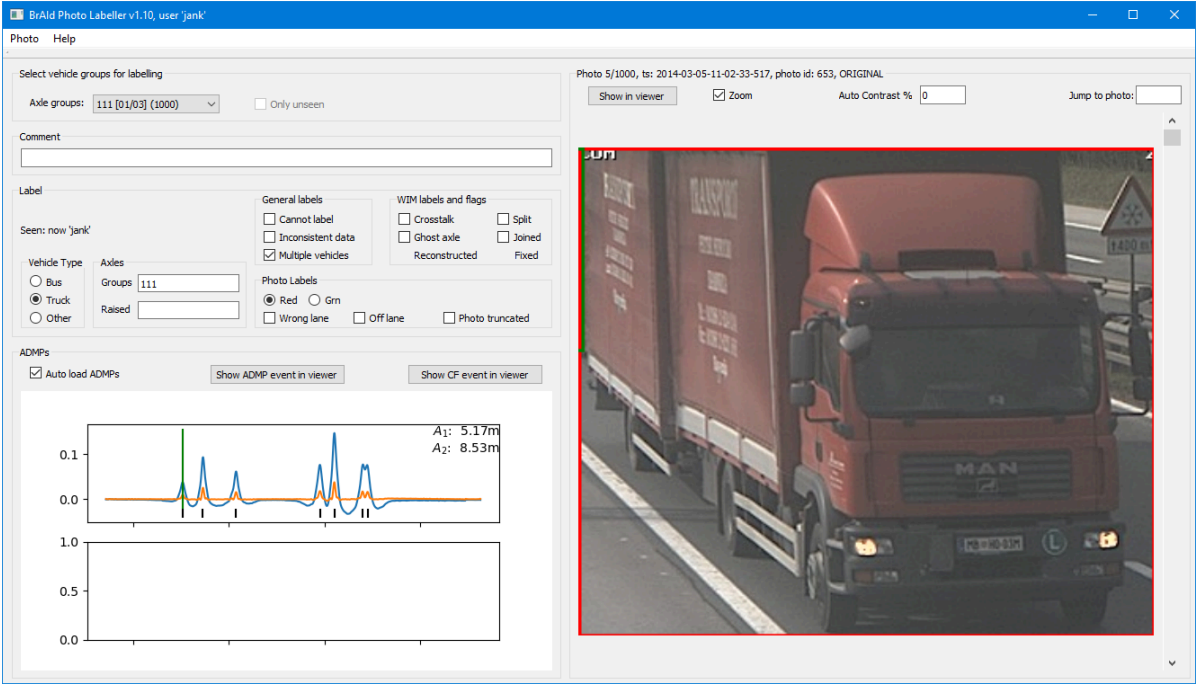 BrAId Photo Labeller v1.10, user 'jank'
Photo Help
Select vehicle groups for labelling
Axle groups: 111 [01/03] (1000) Only unseen
Comment
Label
Seen: now 'jank'
Vehicle Type
Bus
Truck
Other
Axles
Groups 111
Raised
General labels
Cannot label
Inconsistent data
Multiple vehicles
WIM labels and flags
Crosstalk Split
Ghost axle Joined
Reconstructed Fixed
Photo Labels
Red Grn
Wrong lane Off lane Photo truncated
ADMPs
Auto load ADMPs Show ADMP event in viewer Show CF event in viewer
A₁: 5.17m
A₂: 8.53m
0.1
0.0
1.0
0.5
0.0
Photo 5/1000, ts: 2014-03-05-11-02-33-517, photo id: 653, ORIGINAL
Show in viewer Zoom Auto Contrast % 0 Jump to photo:
TRANSPORT
MAN
L